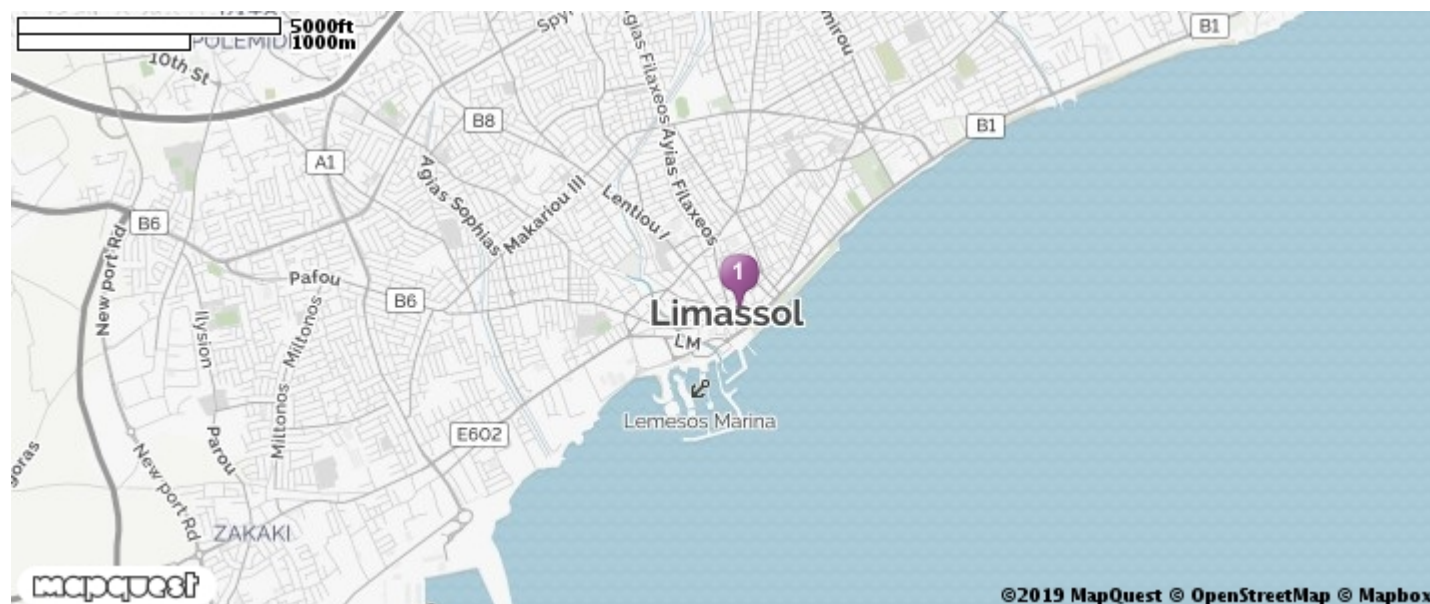 5000ft
1000m
10th St
B1
B8
B1
A1
Agias Filaxeos
Ayias Filaxeos
Agias Sophias
Makariou III
Lentiou
B6
New port Rd
1
Pafou
B6
Limassol
Ilysion
Miltonos
Miltonos
LM
Lemesos Marina
E602
Parou
New port Rd
ZAKAKI
mapquest
©2019 MapQuest © OpenStreetMap © Mapbox